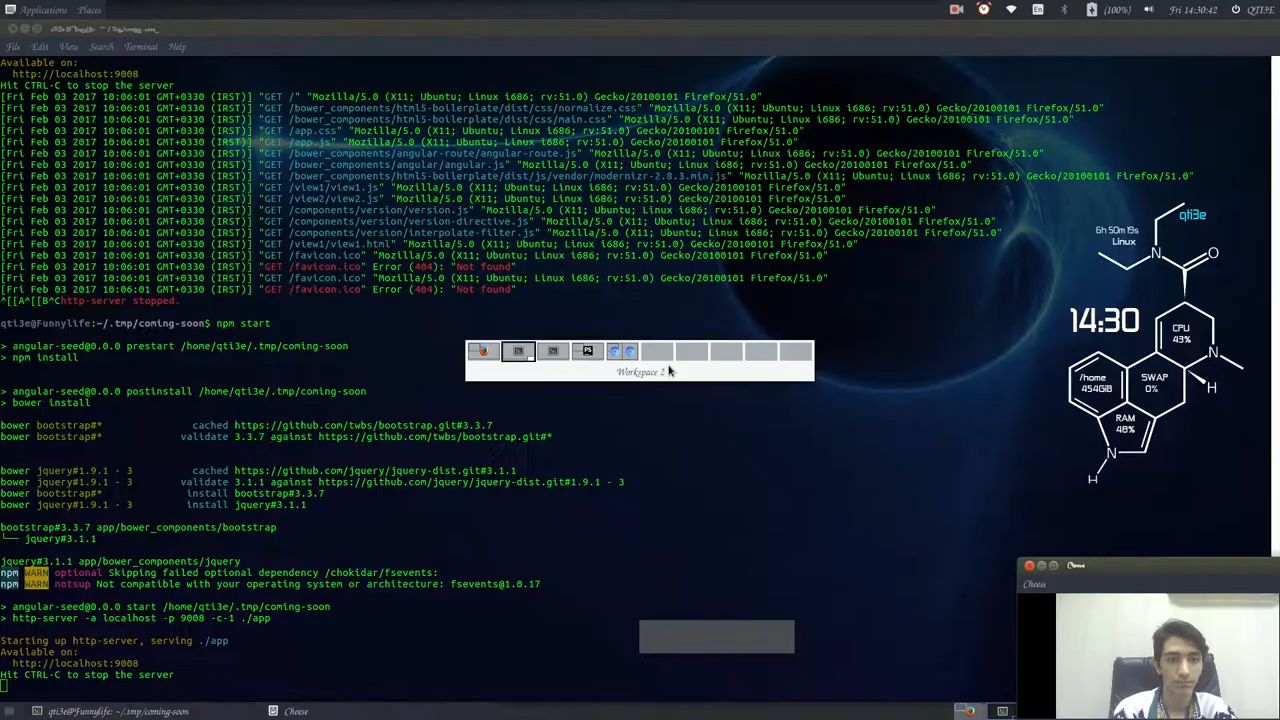 Applications Places
En
(100%)
Fri 14:30:42
QTI3E
File Edit View Search Terminal Help
Available on:
http://localhost:9008
Hit CTRL-C to stop the server
[Fri Feb 03 2017 10:06:01 GMT+0330 (IRST)] "GET /" "Mozilla/5.0 (X11; Ubuntu; Linux i686; rv:51.0) Gecko/20100101 Firefox/51.0"
[Fri Feb 03 2017 10:06:01 GMT+0330 (IRST)] "GET /bower_components/html5-boilerplate/dist/css/normalize.css" "Mozilla/5.0 (X11; Ubuntu; Linux i686; rv:51.0) Gecko/20100101 Firefox/51.0"
[Fri Feb 03 2017 10:06:01 GMT+0330 (IRST)] "GET /bower_components/html5-boilerplate/dist/css/main.css" "Mozilla/5.0 (X11; Ubuntu; Linux i686; rv:51.0) Gecko/20100101 Firefox/51.0"
[Fri Feb 03 2017 10:06:01 GMT+0330 (IRST)] "GET /app.css" "Mozilla/5.0 (X11; Ubuntu; Linux i686; rv:51.0) Gecko/20100101 Firefox/51.0"
[Fri Feb 03 2017 10:06:01 GMT+0330 (IRST)] "GET /app.js" "Mozilla/5.0 (X11; Ubuntu; Linux i686; rv:51.0) Gecko/20100101 Firefox/51.0"
[Fri Feb 03 2017 10:06:01 GMT+0330 (IRST)] "GET /bower_components/angular-route/angular-route.js" "Mozilla/5.0 (X11; Ubuntu; Linux i686; rv:51.0) Gecko/20100101 Firefox/51.0"
[Fri Feb 03 2017 10:06:01 GMT+0330 (IRST)] "GET /bower_components/angular/angular.js" "Mozilla/5.0 (X11; Ubuntu; Linux i686; rv:51.0) Gecko/20100101 Firefox/51.0"
[Fri Feb 03 2017 10:06:01 GMT+0330 (IRST)] "GET /bower_components/html5-boilerplate/dist/js/vendor/modernizr-2.8.3.min.js" "Mozilla/5.0 (X11; Ubuntu; Linux i686; rv:51.0) Gecko/20100101 Firefox/51.0"
[Fri Feb 03 2017 10:06:01 GMT+0330 (IRST)] "GET /view1/view1.js" "Mozilla/5.0 (X11; Ubuntu; Linux i686; rv:51.0) Gecko/20100101 Firefox/51.0"
[Fri Feb 03 2017 10:06:01 GMT+0330 (IRST)] "GET /view2/view2.js" "Mozilla/5.0 (X11; Ubuntu; Linux i686; rv:51.0) Gecko/20100101 Firefox/51.0"
[Fri Feb 03 2017 10:06:01 GMT+0330 (IRST)] "GET /components/version/version.js" "Mozilla/5.0 (X11; Ubuntu; Linux i686; rv:51.0) Gecko/20100101 Firefox/51.0"
[Fri Feb 03 2017 10:06:01 GMT+0330 (IRST)] "GET /components/version/version-directive.js" "Mozilla/5.0 (X11; Ubuntu; Linux i686; rv:51.0) Gecko/20100101 Firefox/51.0"
[Fri Feb 03 2017 10:06:01 GMT+0330 (IRST)] "GET /components/version/interpolate-filter.js" "Mozilla/5.0 (X11; Ubuntu; Linux i686; rv:51.0) Gecko/20100101 Firefox/51.0"
[Fri Feb 03 2017 10:06:01 GMT+0330 (IRST)] "GET /view1/view1.html" "Mozilla/5.0 (X11; Ubuntu; Linux i686; rv:51.0) Gecko/20100101 Firefox/51.0"
[Fri Feb 03 2017 10:06:01 GMT+0330 (IRST)] "GET /favicon.ico" "Mozilla/5.0 (X11; Ubuntu; Linux i686; rv:51.0) Gecko/20100101 Firefox/51.0"
[Fri Feb 03 2017 10:06:01 GMT+0330 (IRST)] "GET /favicon.ico" Error (404): "Not found"
[Fri Feb 03 2017 10:06:01 GMT+0330 (IRST)] "GET /favicon.ico" "Mozilla/5.0 (X11; Ubuntu; Linux i686; rv:51.0) Gecko/20100101 Firefox/51.0"
[Fri Feb 03 2017 10:06:01 GMT+0330 (IRST)] "GET /favicon.ico" Error (404): "Not found"
^[[A^[[B^Chttp-server stopped.
qti3e@Funnylife:~/.tmp/coming-soon$ npm start
> angular-seed@0.0.0 prestart /home/qti3e/.tmp/coming-soon
> npm install
> angular-seed@0.0.0 postinstall /home/qti3e/.tmp/coming-soon
> bower install
bower bootstrap#* cached https://github.com/twbs/bootstrap.git#3.3.7
bower bootstrap#* validate 3.3.7 against https://github.com/twbs/bootstrap.git#*
bower jquery#1.9.1 - 3 cached https://github.com/jquery/jquery-dist.git#3.1.1
bower jquery#1.9.1 - 3 validate 3.1.1 against https://github.com/jquery/jquery-dist.git#1.9.1 - 3
bower bootstrap#* install bootstrap#3.3.7
bower jquery#1.9.1 - 3 install jquery#3.1.1
bootstrap#3.3.7 app/bower_components/bootstrap
└── jquery#3.1.1
jquery#3.1.1 app/bower_components/jquery
npm WARN optional Skipping failed optional dependency /chokidar/fsevents:
npm WARN notsup Not compatible with your operating system or architecture: fsevents@1.0.17
> angular-seed@0.0.0 start /home/qti3e/.tmp/coming-soon
> http-server -a localhost -p 9008 -c-1 ./app
Starting up http-server, serving ./app
Available on:
http://localhost:9008
Hit CTRL-C to stop the server
Workspace 2
qti3e
6h 50m 19s
Linux
14:30
O
N
CPU
43%
/home
454GiB
SWAP
0%
N
H
RAM
48%
N
H
Cheese
Cheese
qti3e@Funnylife: ~/.tmp/coming-soon
Cheese